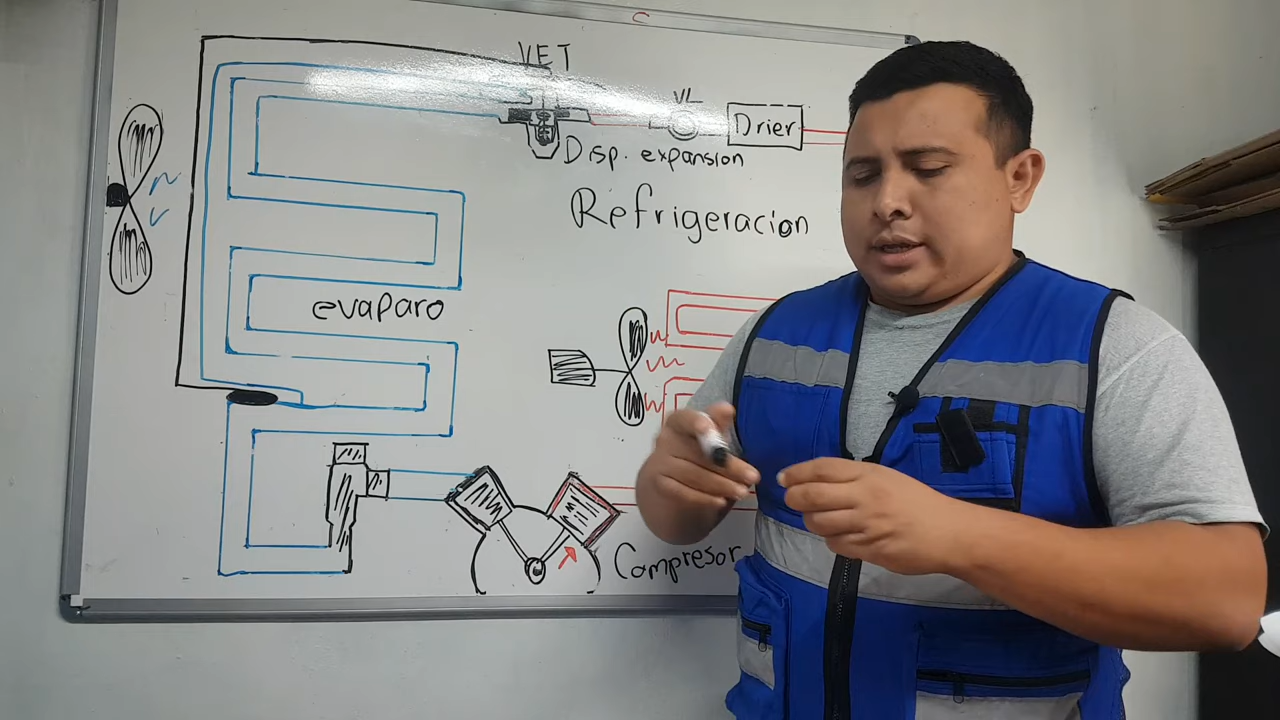 VET
VL
Drier
Disp. expansion
Refrigeracion
evaparo
Compresor